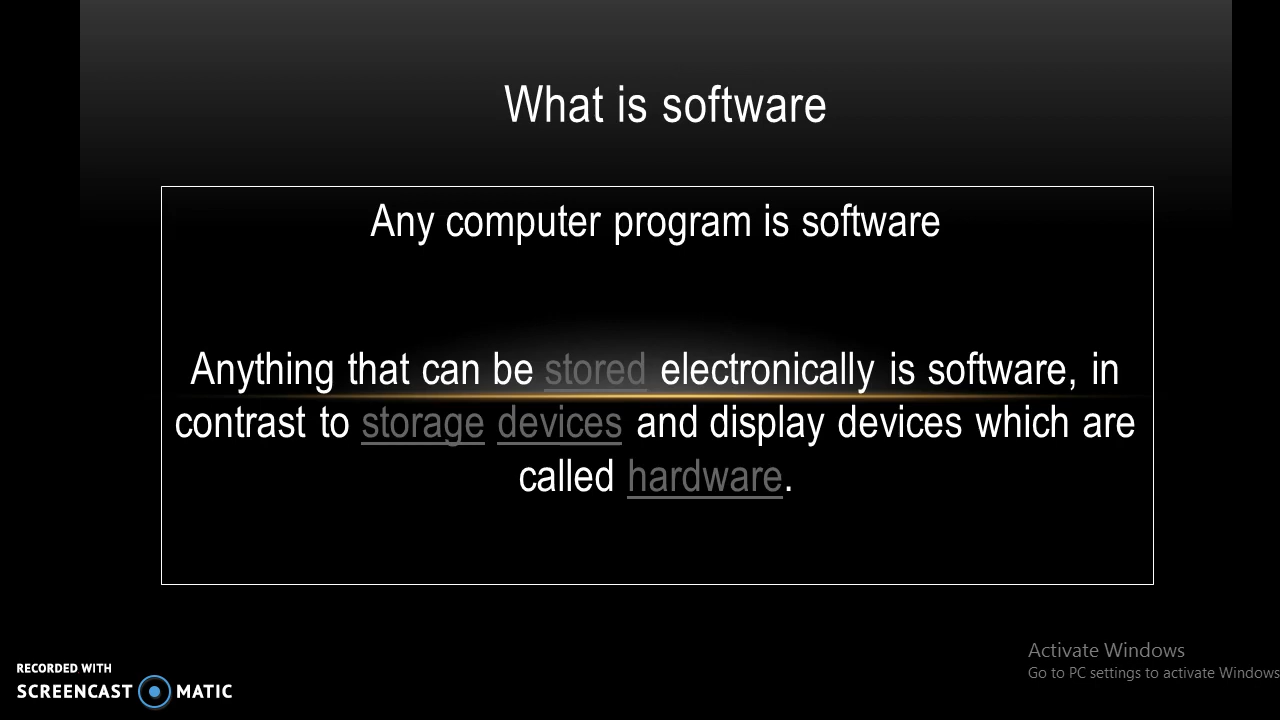 What is software
Any computer program is software
Anything that can be stored electronically is software, in
contrast to storage devices and display devices which are
called hardware.
RECORDED WITH
SCREENCAST MATIC
Activate Windows
Go to PC settings to activate Windows